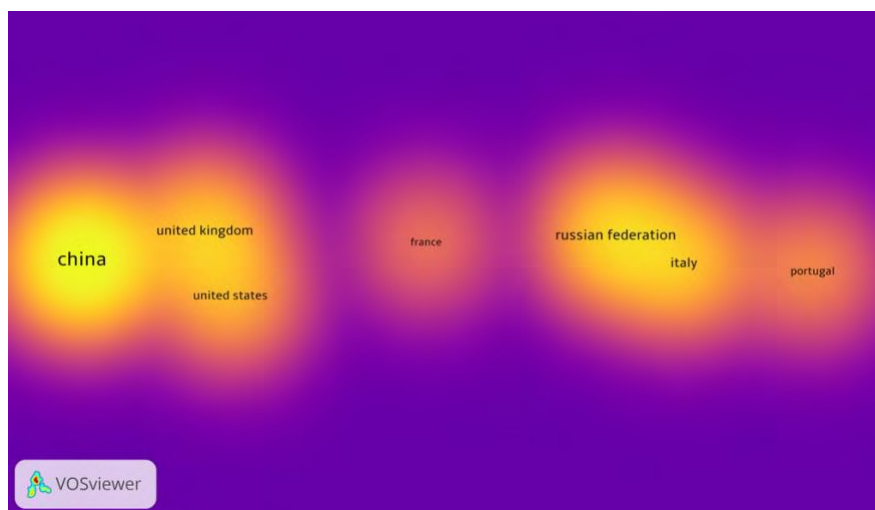 united kingdom
china
united states
france
russian federation
italy
portugal
VOSviewer